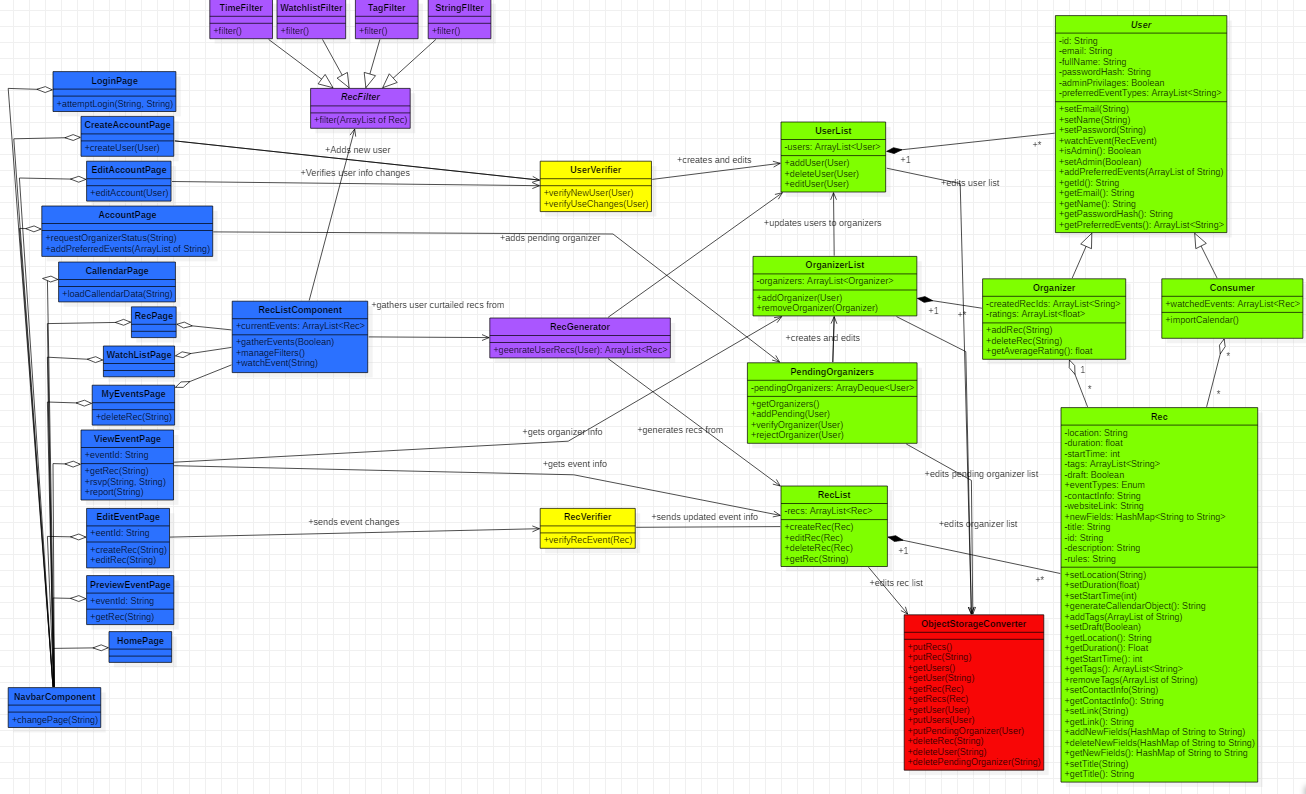 TimeFilter
+filter()
WatchlistFilter
+filter()
TagFilter
+filter()
StringFIlter
+filter()
RecFilter
+filter(ArrayList of Rec)
LoginPage
+attemptLogin(String, String)
CreateAccountPage
+createUser(User)
EditAccountPage
+editAccount(User)
AccountPage
+requestOrganizerStatus(String)
+addPreferredEvents(ArrayList of String)
CallendarPage
+loadCallendarData(String)
RecPage
WatchListPage
MyEventsPage
+deleteRec(String)
ViewEventPage
+eventId: String
+getRec(String)
+rsvp(String, String)
+report(String)
EditEventPage
+eentId: String
+createRec(String)
+editRec(String)
PreviewEventPage
+eventId: String
+getRec(String)
HomePage
NavbarComponent
+changePage(String)
RecListComponent
+currentEvents: ArrayList<Rec>
+gatherEvents(Boolean)
+manageFilters()
+watchEvent(String)
+Adds new user
+Verifies user info changes
+adds pending organizer
+gathers user curtailed recs from
+gets organizer info
+gets event info
+sends event changes
UserVerifier
+verifyNewUser(User)
+verifyUseChanges(User)
RecGenerator
+geenrateUserRecs(User): ArrayList<Rec>
RecVerifier
+verifyRecEvent(Rec)
+creates and edits
+updates users to organizers
+creates and edits
+generates recs from
+sends updated event info
UserList
-users: ArrayList<User>
+addUser(User)
+deleteUser(User)
+editUser(User)
OrganizerList
-organizers: ArrayList<Organizer>
+addOrganizer(User)
+removeOrganizer(Organizer)
PendingOrganizers
-pendingOrganizers: ArrayDeque<User>
+getOrganizers()
+addPending(User)
+verifyOrganizer(User)
+rejectOrganizer(User)
RecList
-recs: ArrayList<Rec>
+createRec(Rec)
+editRec(Rec)
+deleteRec(Rec)
+getRec(String)
+1
+*
+edits user list
+1
+*
+edits pending organizer list
+edits organizer list
+1
+*
+edits rec list
ObjectStorageConverter
+putRecs()
+putRec(String)
+getUsers()
+getUser(String)
+getRec(Rec)
+getRecs(Rec)
+getUser(User)
+putUsers(User)
+putPendingOrganizer(User)
+deleteRec(String)
+deleteUser(String)
+deletePendingOrganizer(String)
User
-id: String
-email: String
-fullName: String
-passwordHash: String
-adminPrivilages: Boolean
-preferredEventTypes: ArrayList<String>
+setEmail(String)
+setName(String)
+setPassword(String)
+watchEvent(RecEvent)
+isAdmin(): Boolean
+setAdmin(Boolean)
+addPreferredEvents(ArrayList of String)
+getId(): String
+getEmail(): String
+getName(): String
+getPasswordHash(): String
+getPreferredEvents(): ArrayList<String>
Organizer
-createdRecIds: ArrayList<Sring>
-ratings: ArrayList<float>
+addRec(String)
+deleteRec(String)
+getAverageRating(): float
Consumer
+watchedEvents: ArrayList<Rec>
+importCalendar()
1
*
*
*
Rec
-location: String
-duration: float
-startTime: int
-tags: ArrayList<String>
-draft: Boolean
+eventTypes: Enum
-contactInfo: String
-websiteLink: String
+newFields: HashMap<String to String>
-title: String
-id: String
-description: String
-rules: String
+setLocation(String)
+setDuration(float)
+setStartTime(int)
+generateCallendarObject(): String
+addTags(ArrayList of String)
+setDraft(Boolean)
+getLocation(): String
+getDuration(): Float
+getStartTime(): int
+getTags(): ArrayList<String>
+removeTags(ArrayList of String)
+setContactInfo(String)
+getContactInfo(): String
+setLink(String)
+getLink(): String
+addNewFields(HashMap of String to String)
+deleteNewFields(HashMap of String to String)
+getNewFields(): HashMap of String to String
+setTitle(String)
+getTitle(): String